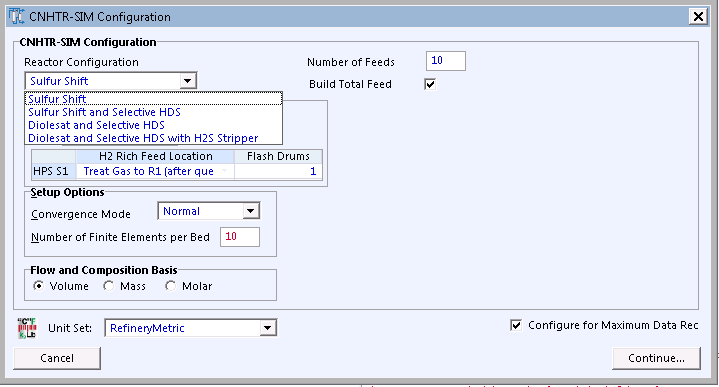 CNHTR-SIM Configuration
CNHTR-SIM Configuration
Reactor Configuration
Number of Feeds 10
Sulfur Shift
Build Total Feed
Sulfur Shift
Sulfur Shift and Selective HDS
Diolesat and Selective HDS
Diolesat and Selective HDS with H2S Stripper
H2 Rich Feed Location Flash Drums
HPS S1 Treat Gas to R1 (after que 1
Setup Options
Convergence Mode Normal
Number of Finite Elements per Bed 10
Flow and Composition Basis
Volume Mass Molar
Unit Set: RefineryMetric
Configure for Maximum Data Rec
Cancel Continue...